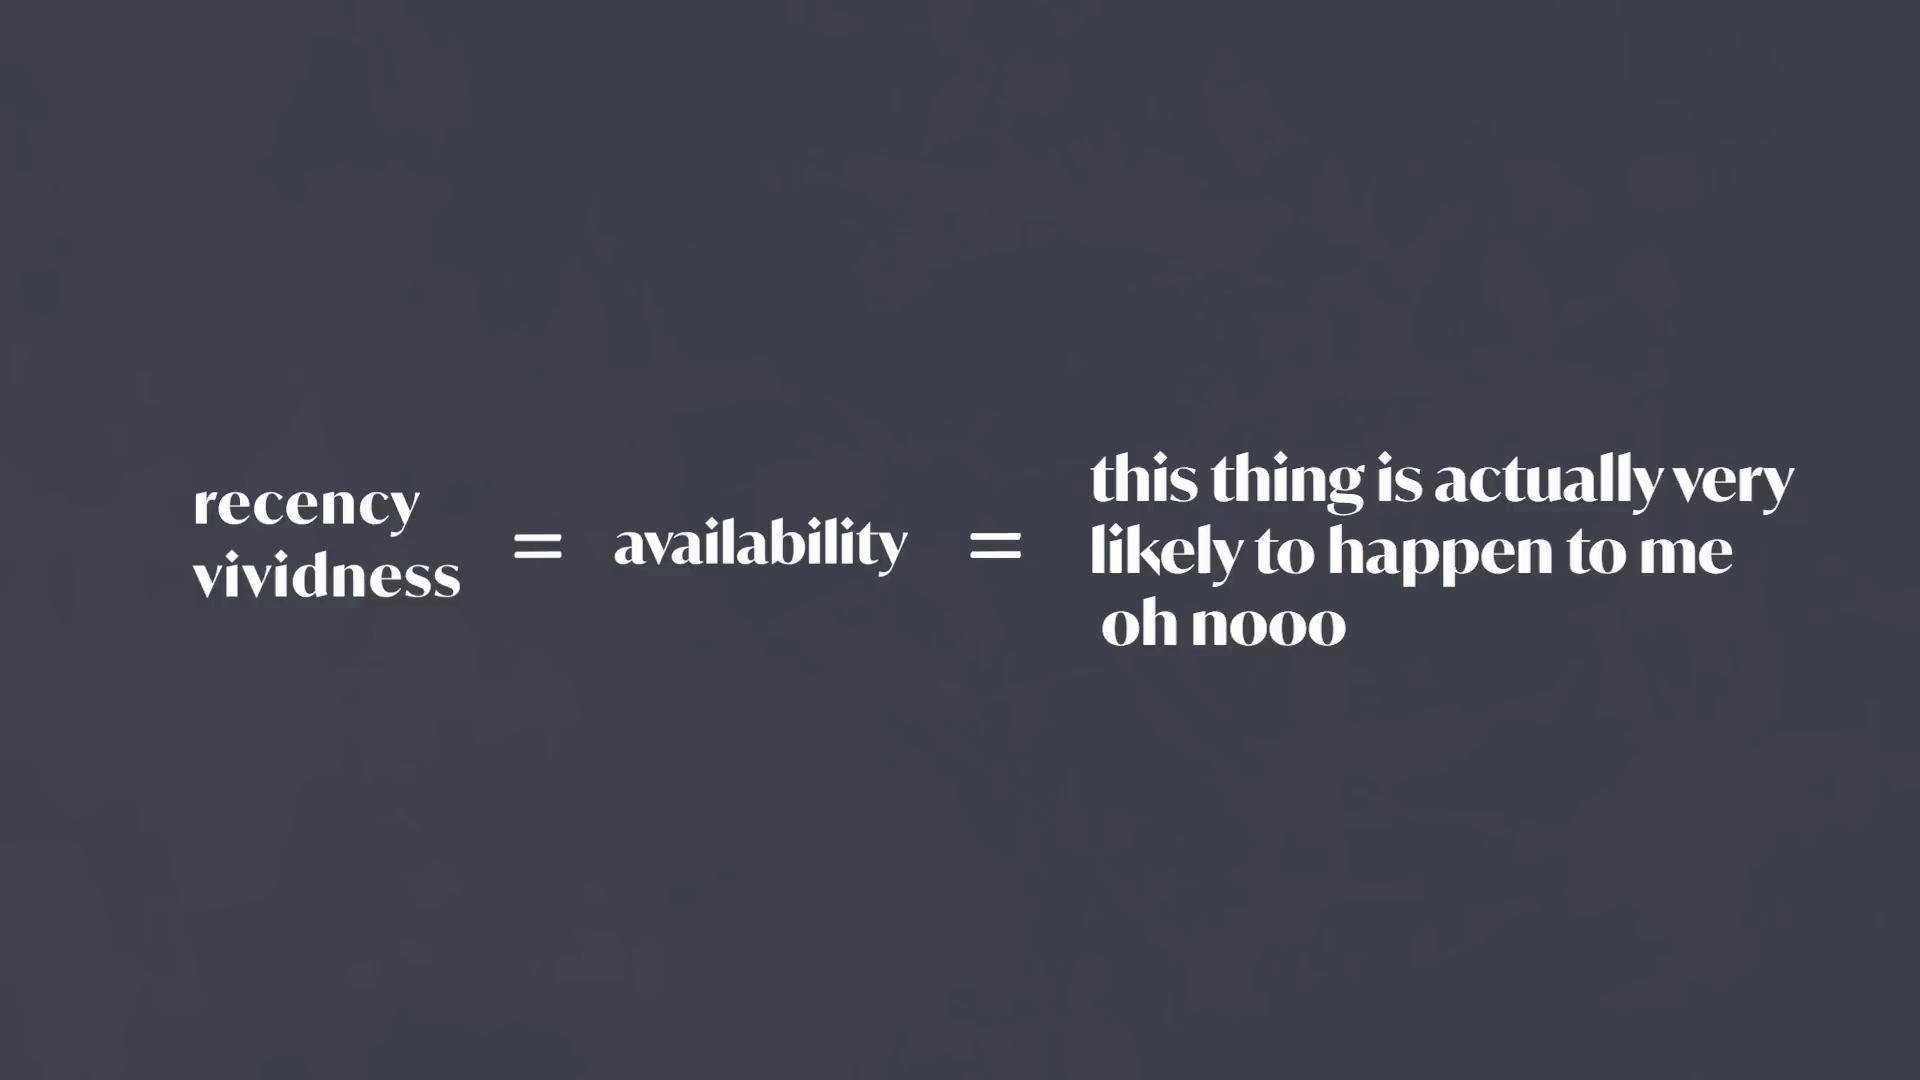 recency
vividness
=
availability
=
this thing is actually very
likely to happen to me
oh nooo